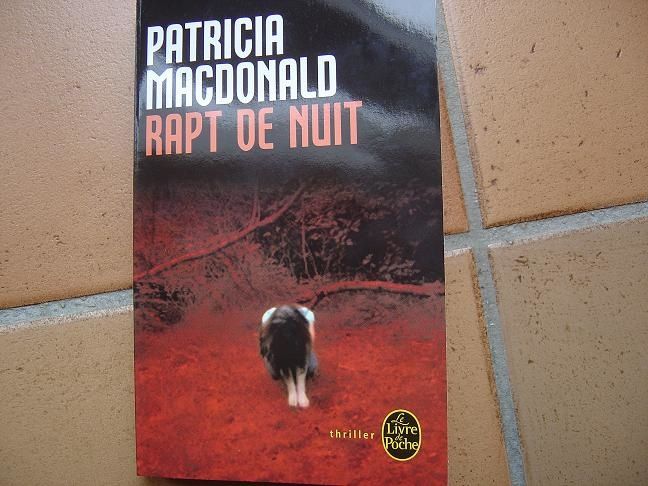 PATRICIA
MACDONALD
RAPT DE NUIT
thriller
Le
Livre
de
Poche